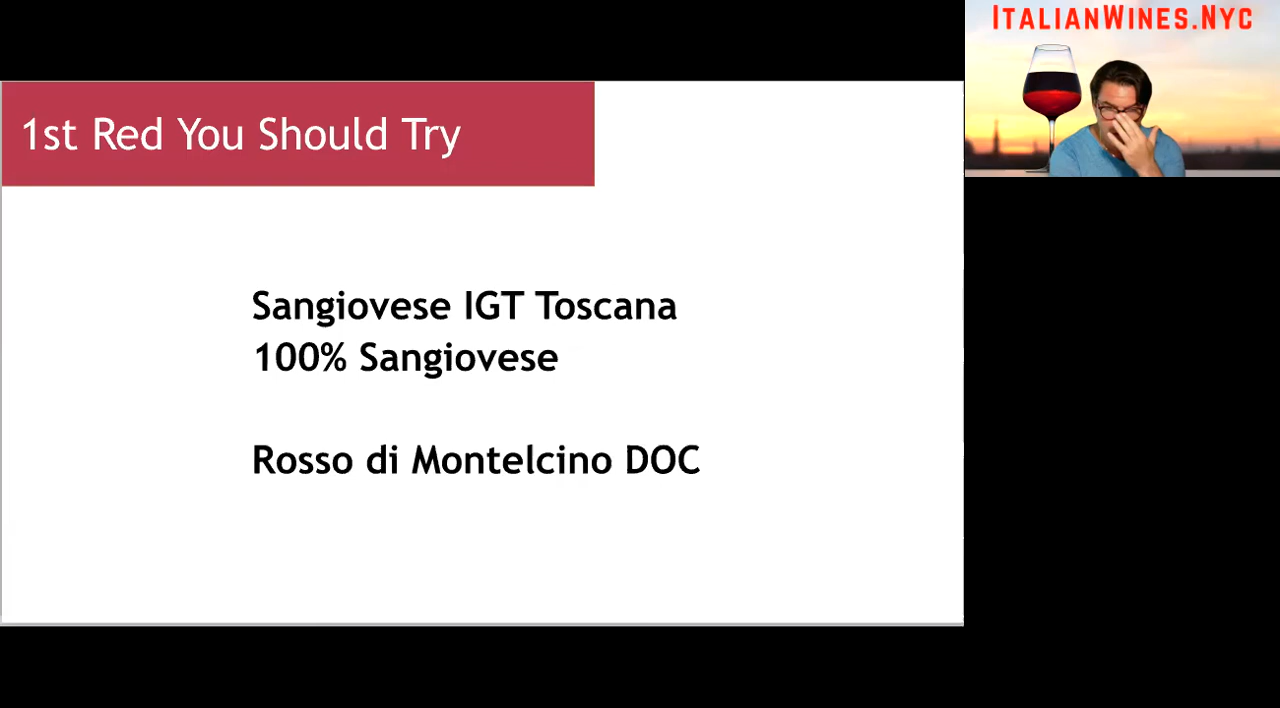 ItalianWines.Nyc
1st Red You Should Try
Sangiovese IGT Toscana
100% Sangiovese
Rosso di Montelcino DOC